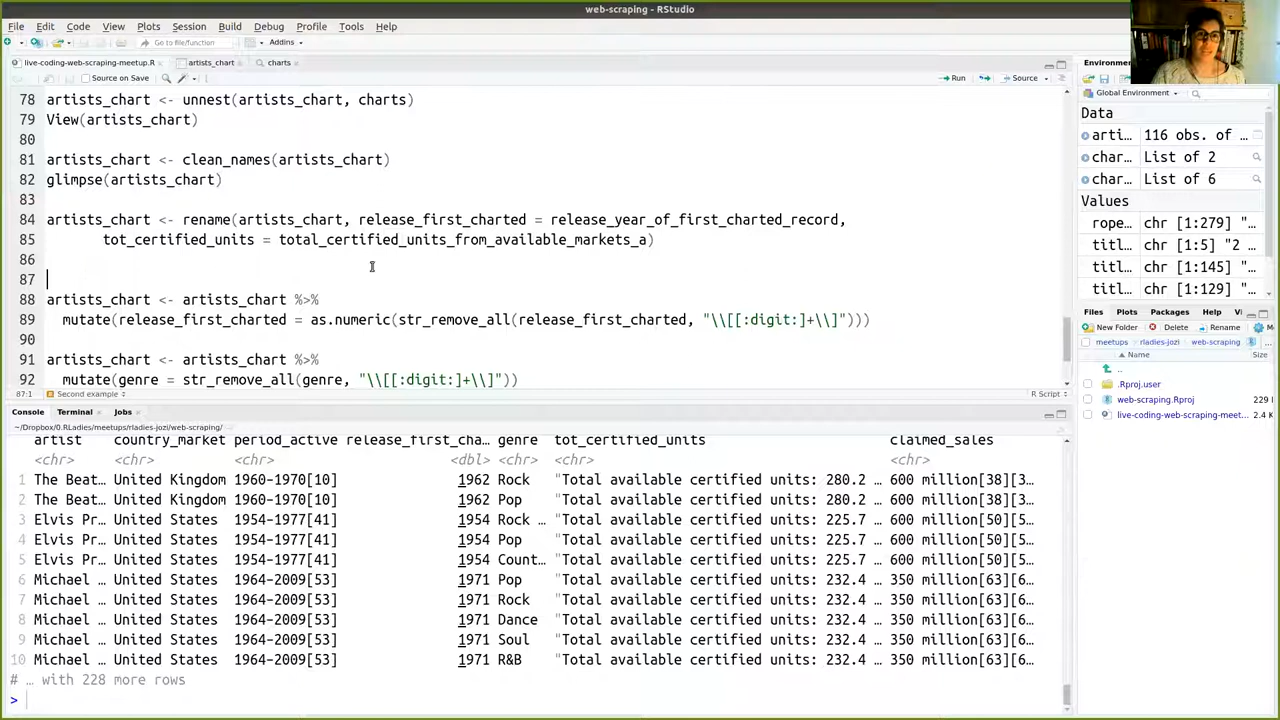 web-scraping - RStudio
File Edit Code View Plots Session Build Debug Profile Tools Help
Go to file/function Addins
live-coding-web-scraping-meetup.R artists_chart charts
Source on Save Run Source
78 artists_chart <- unnest(artists_chart, charts)
79 View(artists_chart)
80
81 artists_chart <- clean_names(artists_chart)
82 glimpse(artists_chart)
83
84 artists_chart <- rename(artists_chart, release_first_charted = release_year_of_first_charted_record,
85 tot_certified_units = total_certified_units_from_available_markets_a)
86
87
88 artists_chart <- artists_chart %>%
89 mutate(release_first_charted = as.numeric(str_remove_all(release_first_charted, "\\[[:digit:]+\\]")))
90
91 artists_chart <- artists_chart %>%
92 mutate(genre = str_remove_all(genre, "\\[[:digit:]+\\]"))
87:1 Second example R Script
Console Terminal Jobs
~/Dropbox/0.RLadies/meetups/rladies-jozi/web-scraping/
artist country_market period_active release_first_cha… genre tot_certified_units claimed_sales
<chr> <chr> <chr> <dbl> <chr> <chr> <chr>
1 The Beat… United Kingdom 1960–1970[10] 1962 Rock "Total available certified units: 280.2 … 600 million[38][3…
2 The Beat… United Kingdom 1960–1970[10] 1962 Pop "Total available certified units: 280.2 … 600 million[38][3…
3 Elvis Pr… United States 1954–1977[41] 1954 Rock … "Total available certified units: 225.7 … 600 million[50][5…
4 Elvis Pr… United States 1954–1977[41] 1954 Pop "Total available certified units: 225.7 … 600 million[50][5…
5 Elvis Pr… United States 1954–1977[41] 1954 Count… "Total available certified units: 225.7 … 600 million[50][5…
6 Michael … United States 1964–2009[53] 1971 Pop "Total available certified units: 232.4 … 350 million[63][6…
7 Michael … United States 1964–2009[53] 1971 Rock "Total available certified units: 232.4 … 350 million[63][6…
8 Michael … United States 1964–2009[53] 1971 Dance "Total available certified units: 232.4 … 350 million[63][6…
9 Michael … United States 1964–2009[53] 1971 Soul "Total available certified units: 232.4 … 350 million[63][6…
10 Michael … United States 1964–2009[53] 1971 R&B "Total available certified units: 232.4 … 350 million[63][6…
# … with 228 more rows
>
Environ
Global Environment
Data
arti… 116 obs. of …
char… List of 2
char… List of 6
Values
rope… chr [1:279] "…
titl… chr [1:5] "2 …
titl… chr [1:145] "…
titl… chr [1:129] "…
Files Plots Packages Help Vi
New Folder Delete Rename Mo
meetups rladies-jozi web-scraping
Name Size
..
.Rproj.user
web-scraping.Rproj 229
live-coding-web-scraping-meet… 2.4 K